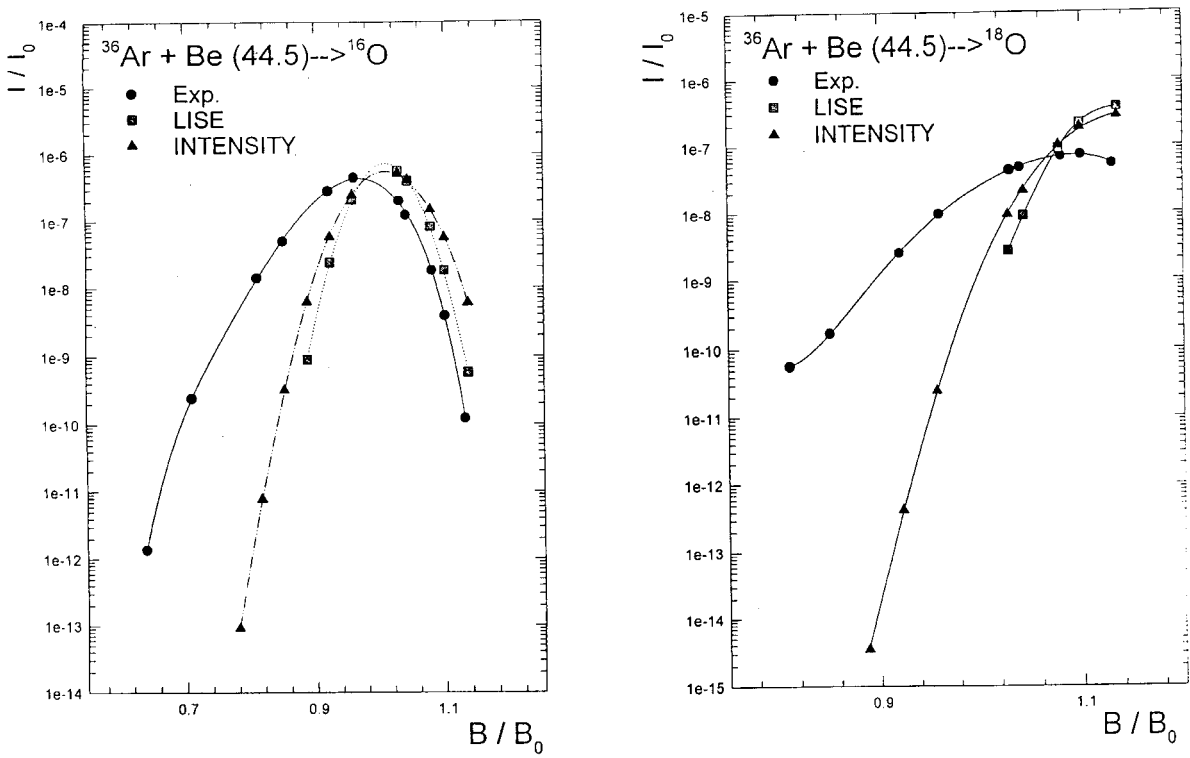 I / I0
36Ar + Be (44.5)-->16O
Exp.
LISE
INTENSITY
1e-4
1e-5
1e-6
1e-7
1e-8
1e-9
1e-10
1e-11
1e-12
1e-13
1e-14
0.7
0.9
1.1
B / B0
I / I0
36Ar + Be (44.5)-->18O
Exp.
LISE
INTENSITY
1e-5
1e-6
1e-7
1e-8
1e-9
1e-10
1e-11
1e-12
1e-13
1e-14
1e-15
0.9
1.1
B / B0